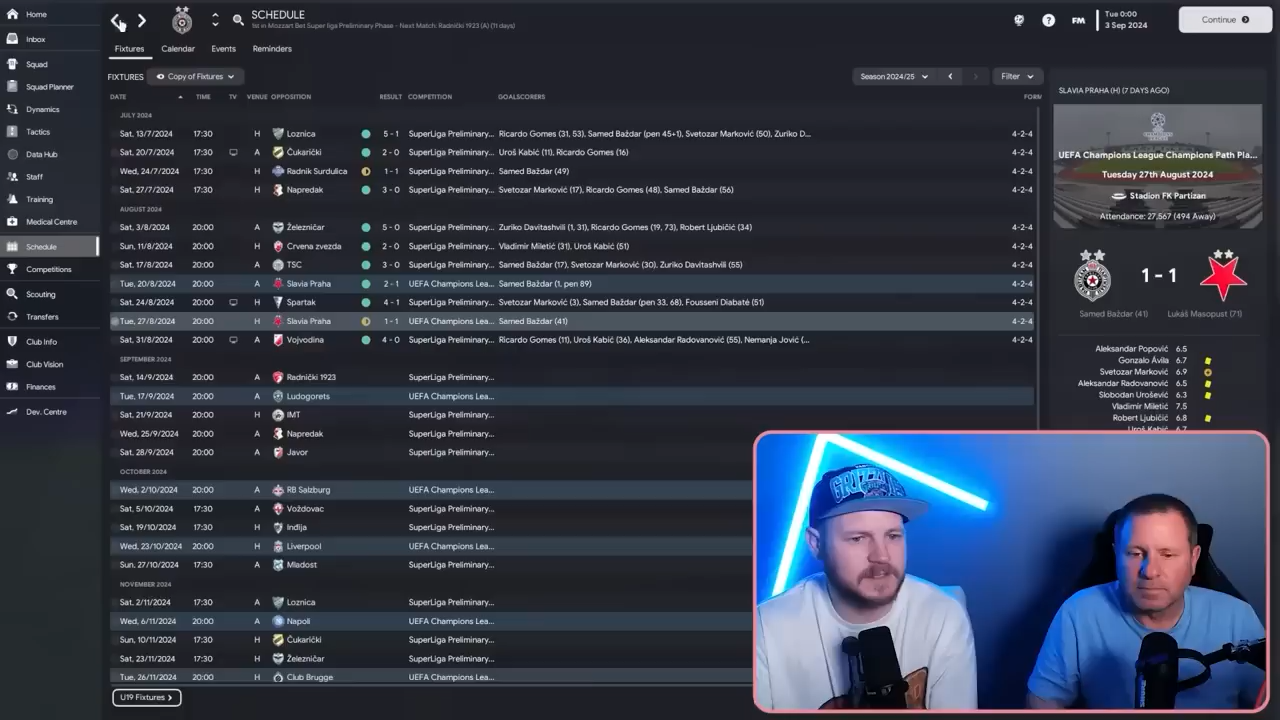 Home
Inbox
Squad
Squad Planner
Dynamics
Tactics
Data Hub
Staff
Training
Medical Centre
Schedule
Competitions
Scouting
Transfers
Club Info
Club Vision
Finances
Dev. Centre
SCHEDULE
1st in Mozzart Bet Super liga Preliminary Phase - Next Match: Radnički 1923 (A) (11 days)
FM
Tue 0:00
3 Sep 2024
Continue
Fixtures Calendar Events Reminders
FIXTURES Copy of Fixtures Season 2024/25 Filter
DATE TIME TV VENUE OPPOSITION RESULT COMPETITION GOALSCORERS FORM
JULY 2024
Sat, 13/7/2024 17:30 H Loznica 5 - 1 SuperLiga Preliminary... Ricardo Gomes (31, 53), Samed Baždar (pen 45+1), Svetozar Marković (50), Zuriko D... 4-2-4
Sat, 20/7/2024 17:30 A Čukarički 2 - 0 SuperLiga Preliminary... Uroš Kabić (11), Ricardo Gomes (16) 4-2-4
Wed, 24/7/2024 17:30 H Radnik Surdulica 1 - 1 SuperLiga Preliminary... Samed Baždar (49) 4-2-4
Sat, 27/7/2024 17:30 H Napredak 3 - 0 SuperLiga Preliminary... Svetozar Marković (17), Ricardo Gomes (48), Samed Baždar (56) 4-2-4
AUGUST 2024
Sat, 3/8/2024 20:00 A Železničar 5 - 0 SuperLiga Preliminary... Zuriko Davitashvili (1, 31), Ricardo Gomes (19, 73), Robert Ljubičić (34) 4-2-4
Sun, 11/8/2024 20:00 H Crvena zvezda 2 - 0 SuperLiga Preliminary... Vladimir Miletić (31), Uroš Kabić (51) 4-2-4
Sat, 17/8/2024 20:00 A TSC 3 - 0 SuperLiga Preliminary... Samed Baždar (17), Svetozar Marković (30), Zuriko Davitashvili (55) 4-2-4
Tue, 20/8/2024 20:00 A Slavia Praha 2 - 1 UEFA Champions Lea... Samed Baždar (1, pen 89) 4-2-4
Sat, 24/8/2024 20:00 H Spartak 4 - 1 SuperLiga Preliminary... Svetozar Marković (3), Samed Baždar (pen 33, 68), Fousseni Diabaté (51) 4-2-4
Tue, 27/8/2024 20:00 H Slavia Praha 1 - 1 UEFA Champions Lea... Samed Baždar (41) 4-2-4
Sat, 31/8/2024 20:00 A Vojvodina 4 - 0 SuperLiga Preliminary... Ricardo Gomes (11), Uroš Kabić (36), Aleksandar Radovanović (55), Nemanja Jović (... 4-2-4
SEPTEMBER 2024
Sat, 14/9/2024 20:00 A Radnički 1923 SuperLiga Preliminary...
Tue, 17/9/2024 20:00 A Ludogorets UEFA Champions Lea...
Sat, 21/9/2024 20:00 H IMT SuperLiga Preliminary...
Wed, 25/9/2024 20:00 A Napredak SuperLiga Preliminary...
Sat, 28/9/2024 20:00 A Javor SuperLiga Preliminary...
OCTOBER 2024
Wed, 2/10/2024 20:00 A RB Salzburg UEFA Champions Lea...
Sat, 5/10/2024 17:30 A Voždovac SuperLiga Preliminary...
Sat, 19/10/2024 17:30 H Inđija SuperLiga Preliminary...
Wed, 23/10/2024 20:00 H Liverpool UEFA Champions Lea...
Sun, 27/10/2024 17:30 A Mladost SuperLiga Preliminary...
NOVEMBER 2024
Sat, 2/11/2024 17:30 A Loznica SuperLiga Preliminary...
Wed, 6/11/2024 20:00 A Napoli UEFA Champions Lea...
Sun, 10/11/2024 17:30 H Čukarički SuperLiga Preliminary...
Sat, 23/11/2024 17:30 H Železničar SuperLiga Preliminary...
Tue, 26/11/2024 20:00 H Club Brugge UEFA Champions Lea...
U19 Fixtures
SLAVIA PRAHA (H) (7 DAYS AGO)
UEFA Champions League Champions Path Pla...
Tuesday 27th August 2024
Stadion FK Partizan
Attendance: 27,567 (494 Away)
1 - 1
Samed Baždar (41) Lukáš Masopust (71)
Aleksandar Popović 6.5
Gonzalo Ávila 6.7
Svetozar Marković 6.9
Aleksandar Radovanović 6.5
Slobodan Urošević 6.3
Vladimir Miletić 7.5
Robert Ljubičić 6.8
Uroš Kabić 6.7
GRIZZ